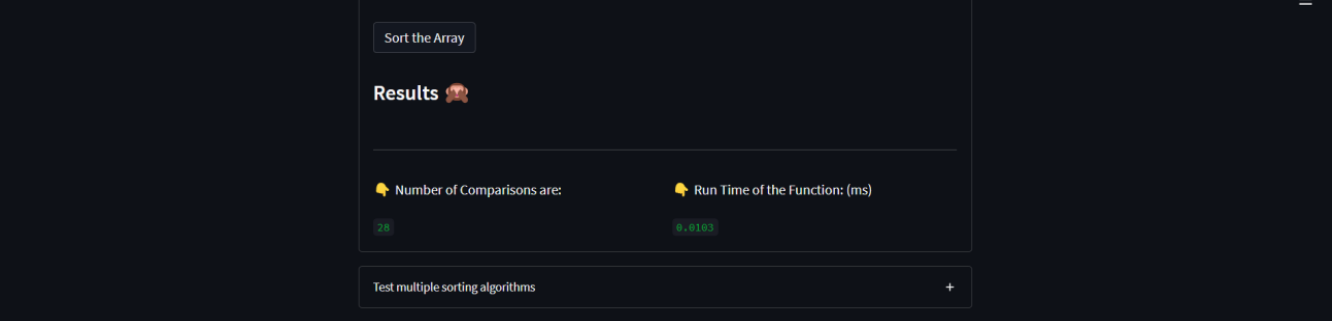 Sort the Array
Results 🙈
👇 Number of Comparisons are:
👇 Run Time of the Function: (ms)
28
0.0103
Test multiple sorting algorithms
+